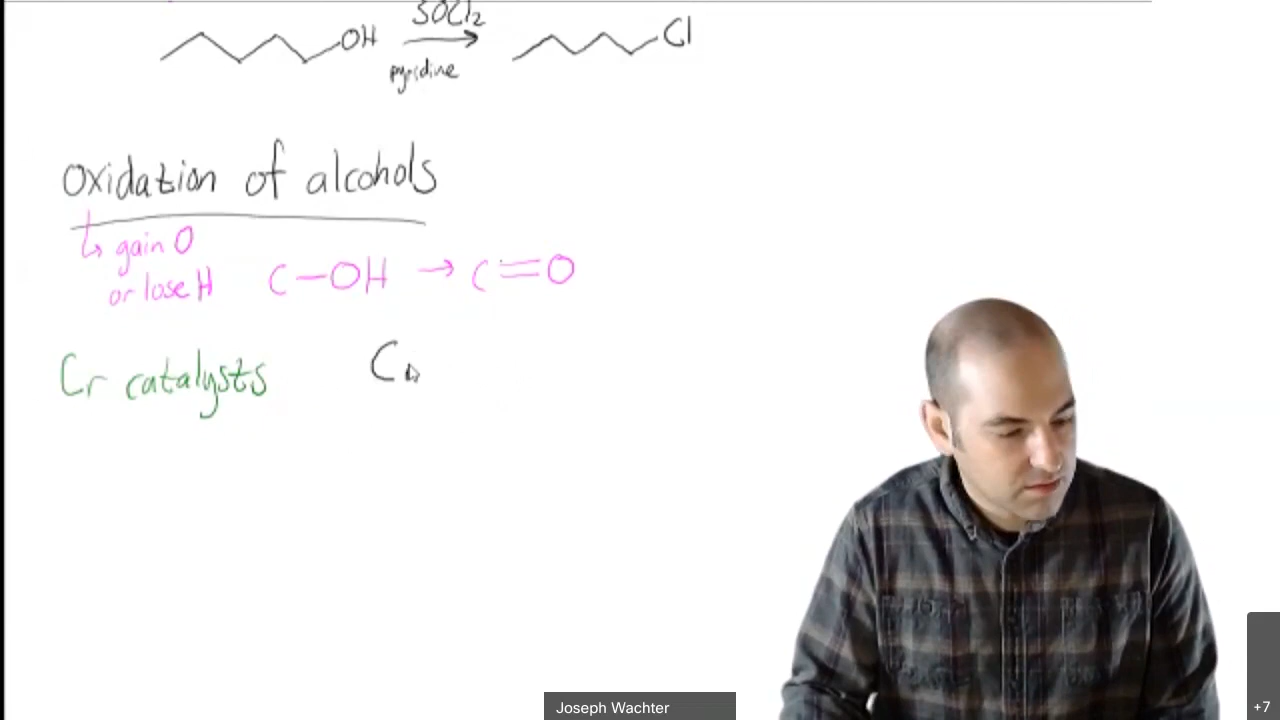 SOCl2
OH
Cl
pyridine
Oxidation of alcohols
↳ gain O
or lose H
C-OH → C=O
Cr catalysts
C
Joseph Wachter
+7